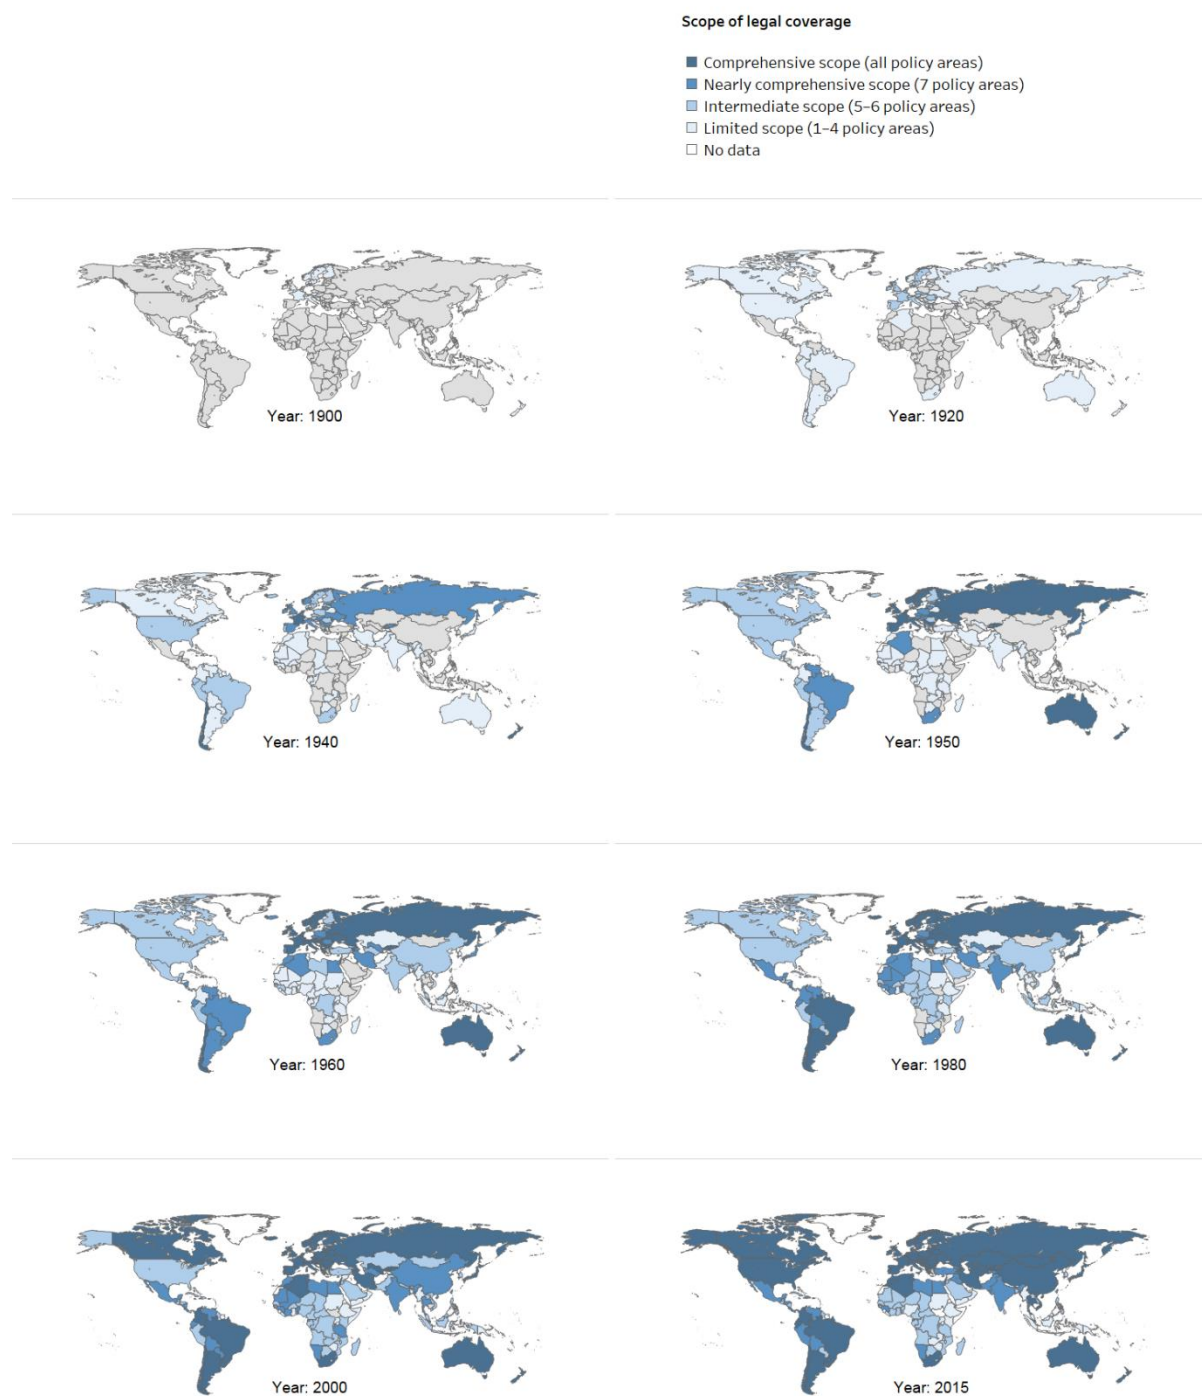 Scope of legal coverage
Comprehensive scope (all policy areas)
Nearly comprehensive scope (7 policy areas)
Intermediate scope (5–6 policy areas)
Limited scope (1–4 policy areas)
No data
Year: 1900
Year: 1920
Year: 1940
Year: 1950
Year: 1960
Year: 1980
Year: 2000
Year: 2015